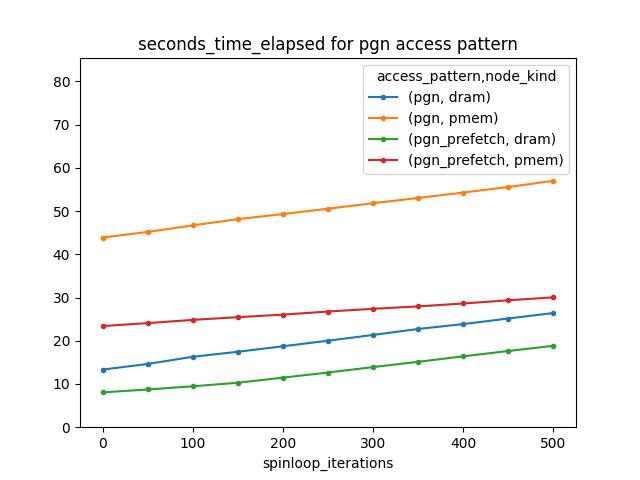 seconds_time_elapsed for pgn access pattern
access_pattern,node_kind
(pgn, dram)
(pgn, pmem)
(pgn_prefetch, dram)
(pgn_prefetch, pmem)
80
70
60
50
40
30
20
10
0
0 100 200 300 400 500
spinloop_iterations